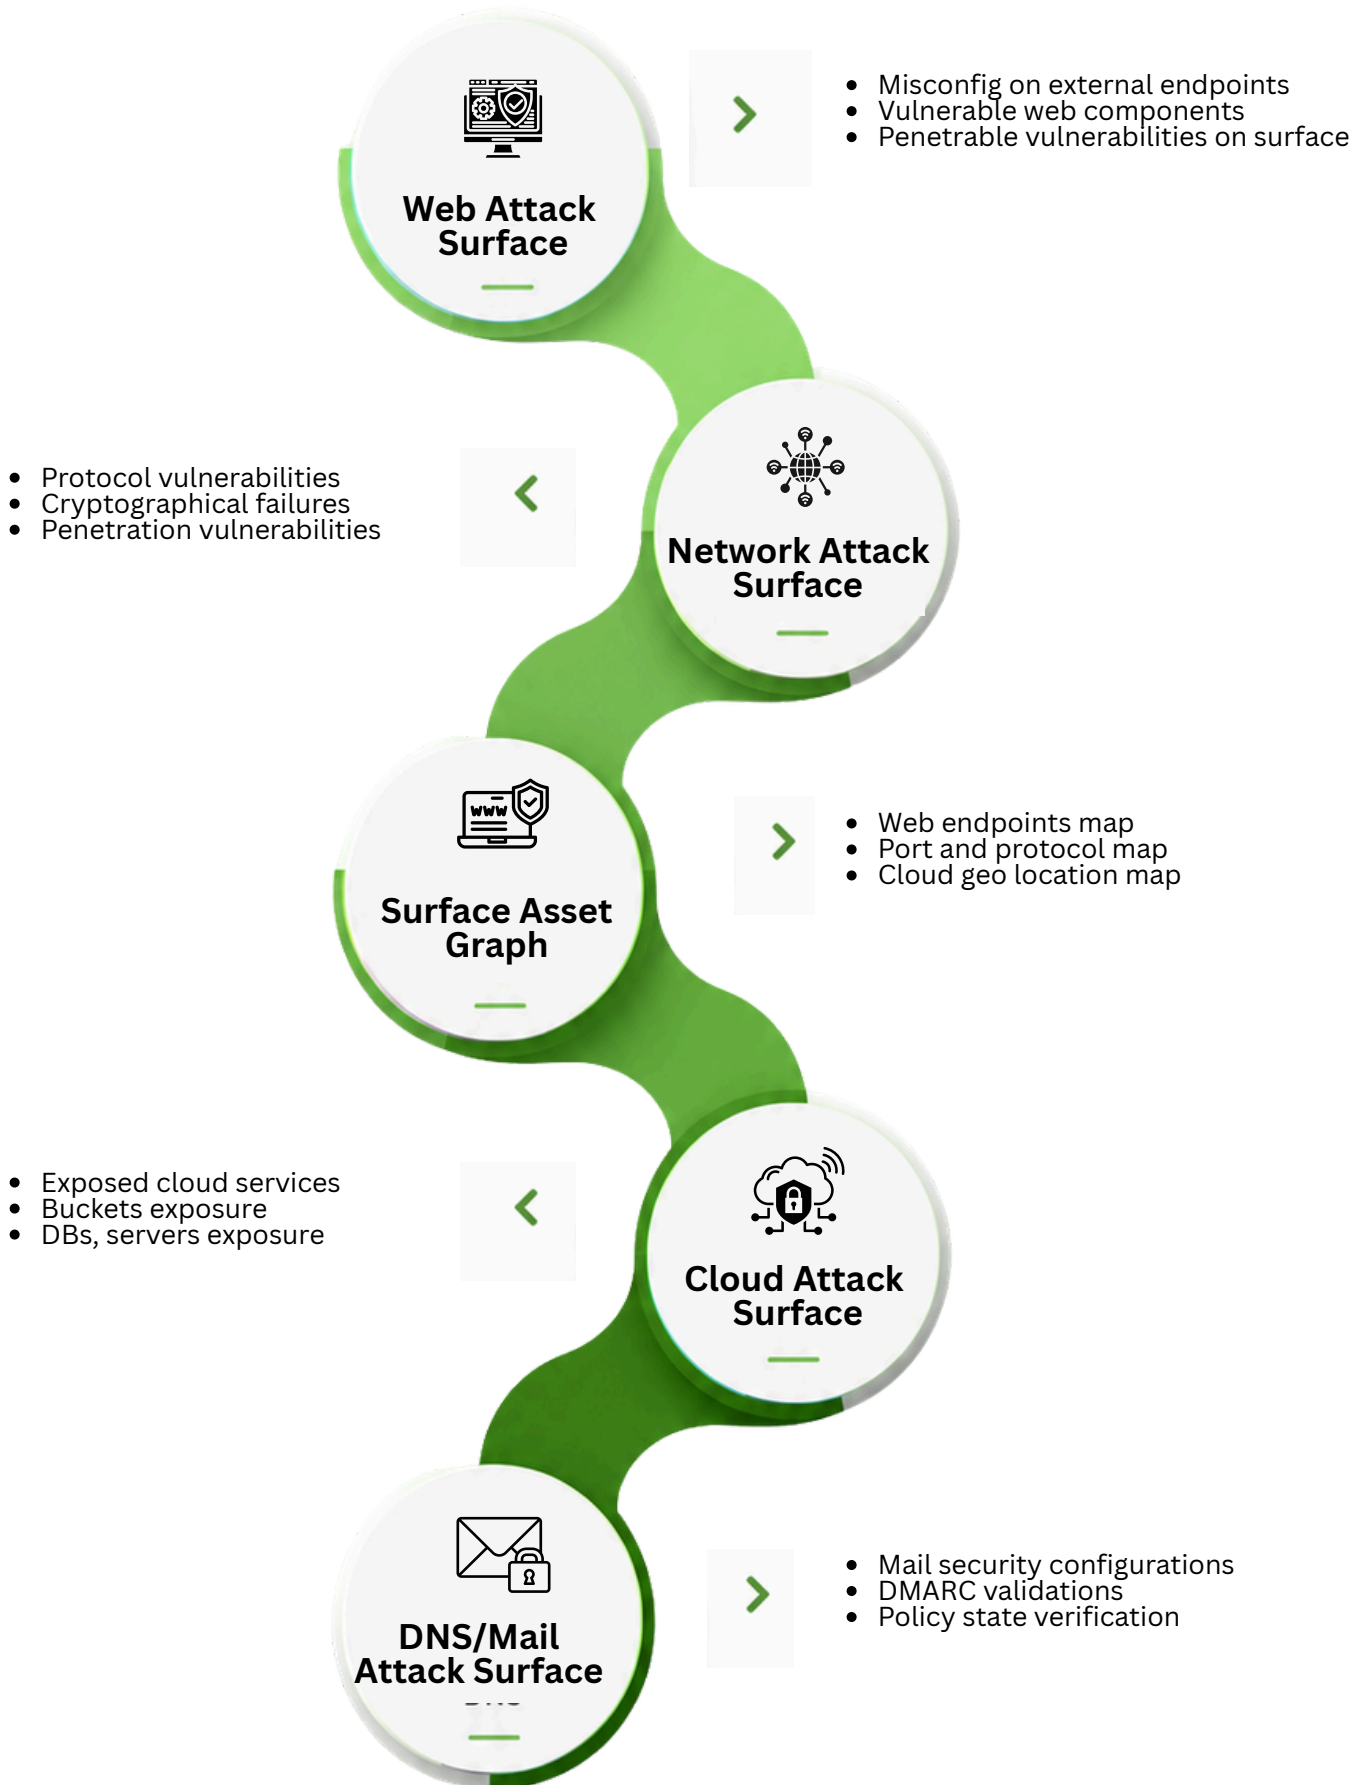 Web Attack
Surface
• Misconfig on external endpoints
• Vulnerable web components
• Penetrable vulnerabilities on surface
Network Attack
Surface
• Protocol vulnerabilities
• Cryptographical failures
• Penetration vulnerabilities
www
Surface Asset
Graph
• Web endpoints map
• Port and protocol map
• Cloud geo location map
Cloud Attack
Surface
• Exposed cloud services
• Buckets exposure
• DBs, servers exposure
DNS/Mail
Attack Surface
• Mail security configurations
• DMARC validations
• Policy state verification